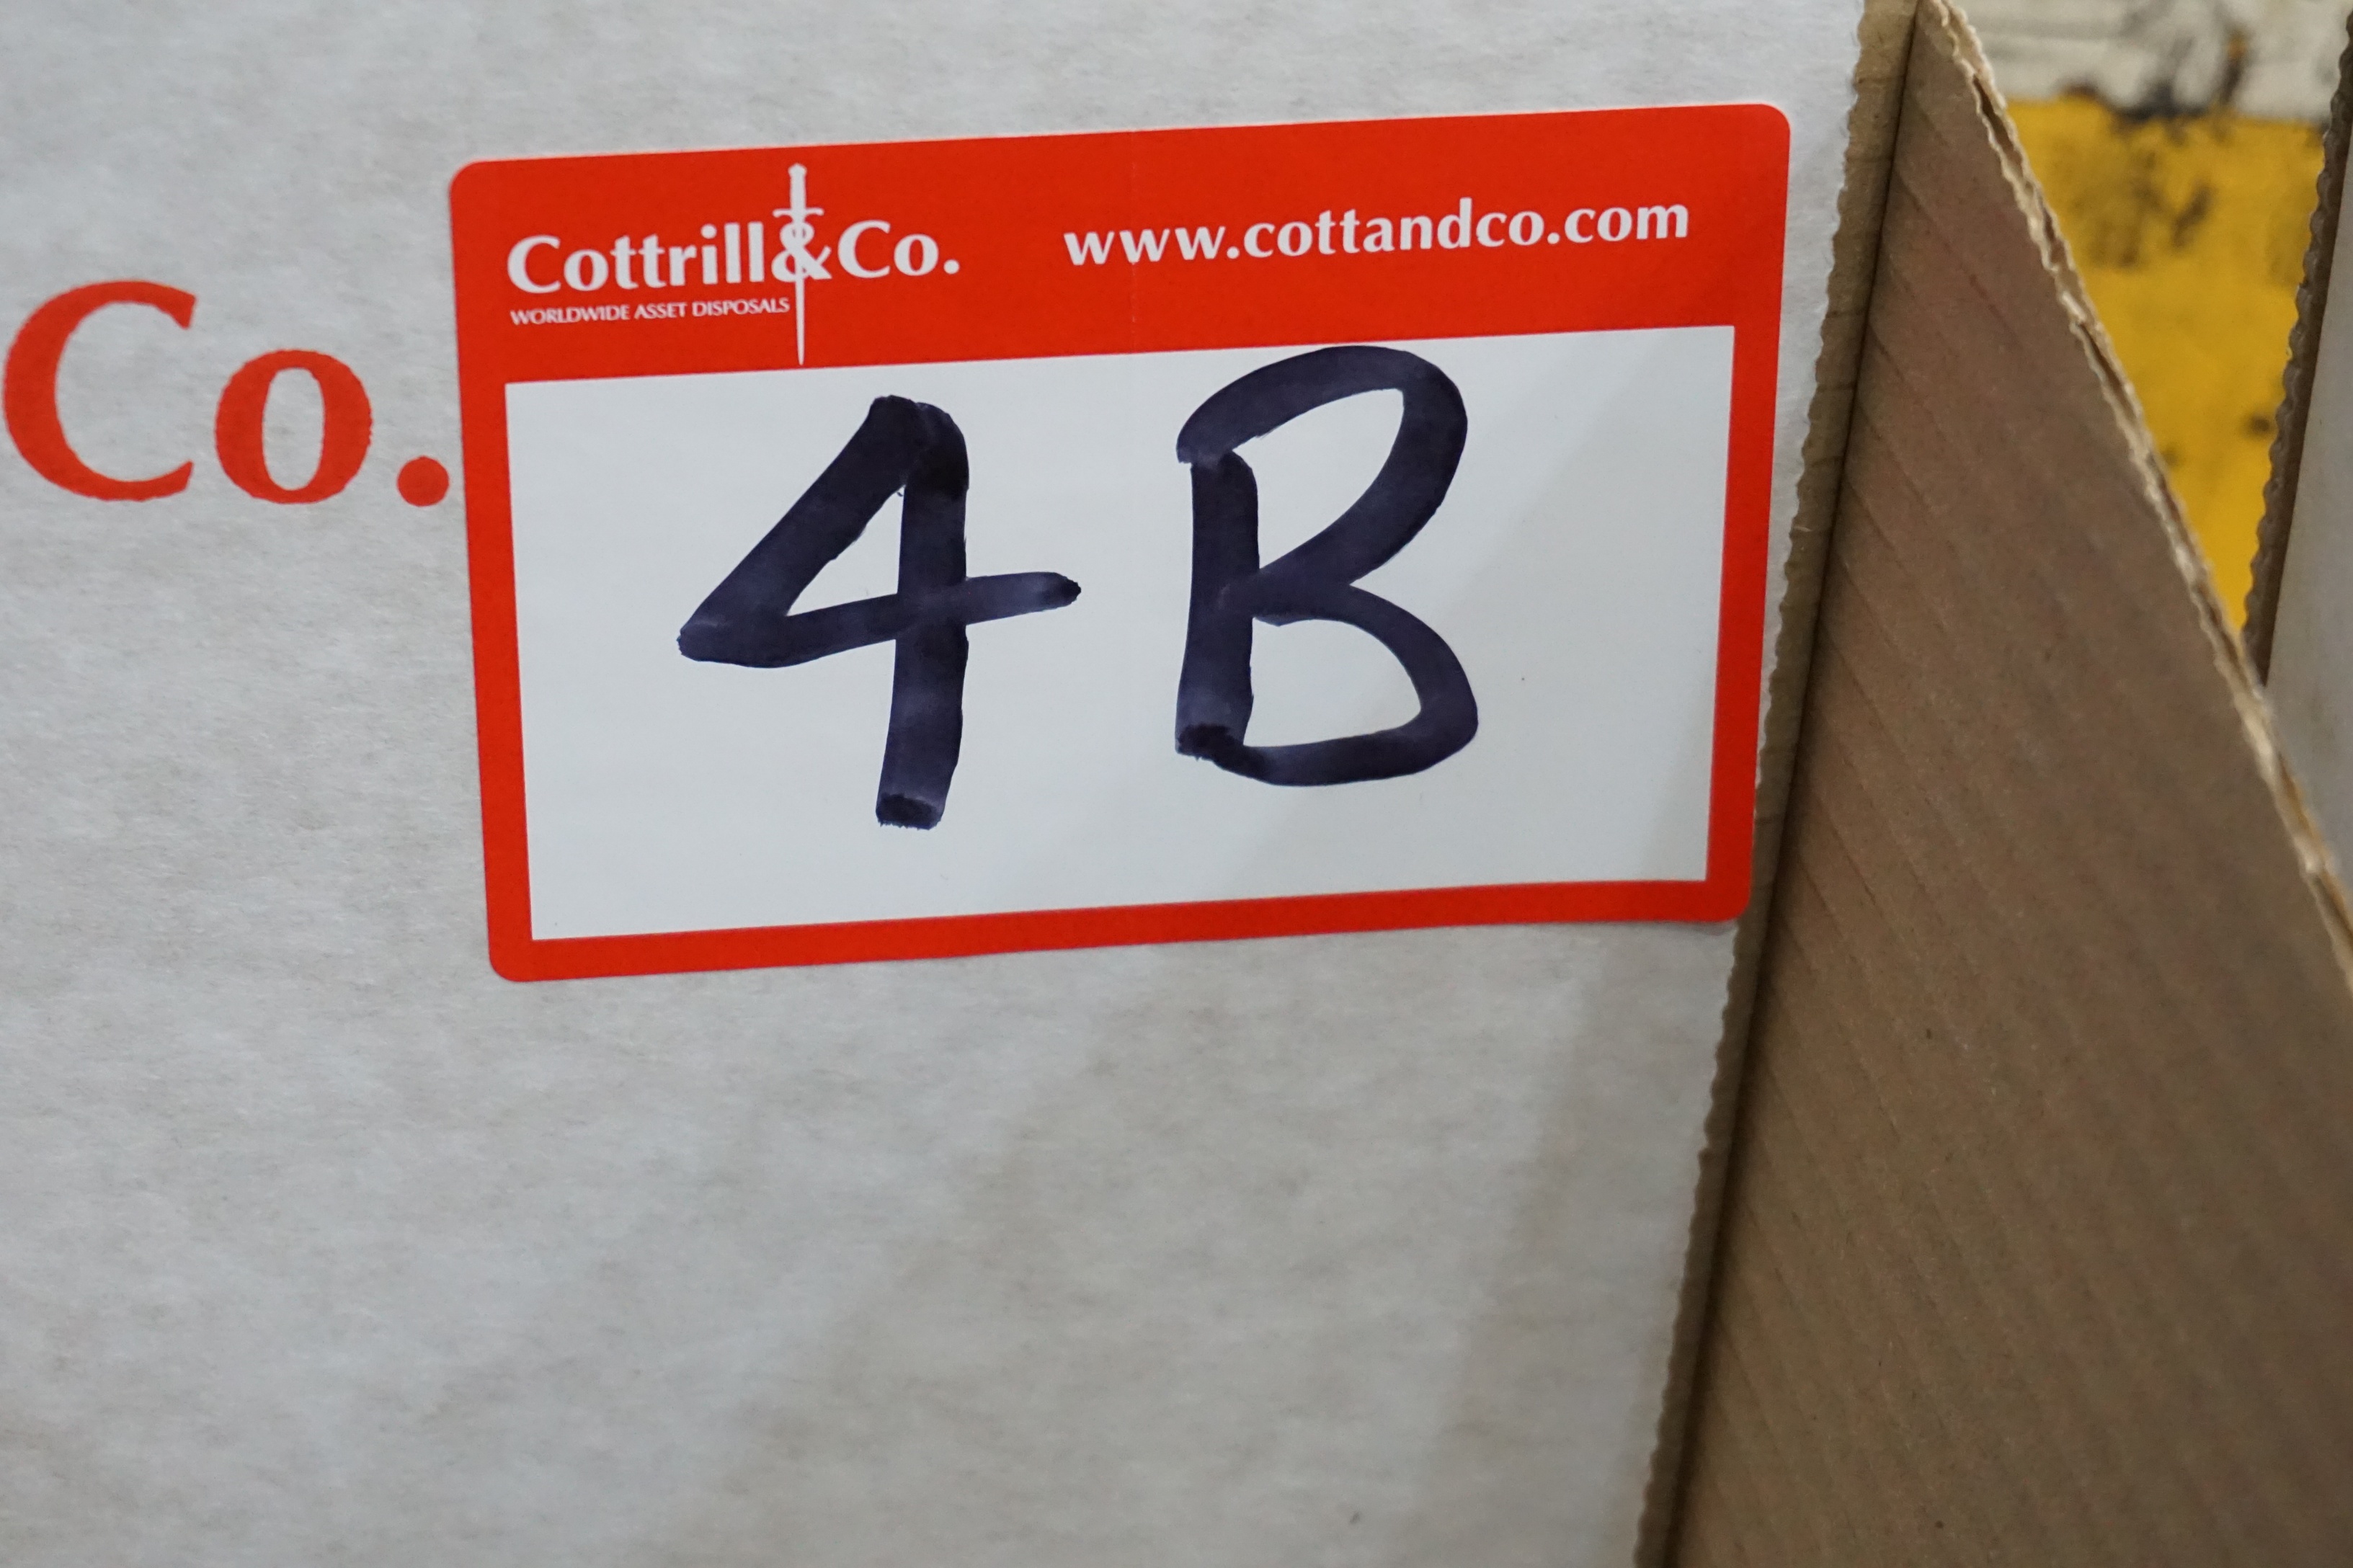 Cottrill&Co.
WORLDWIDE ASSET DISPOSALS
www.cottandco.com
Co.
4B